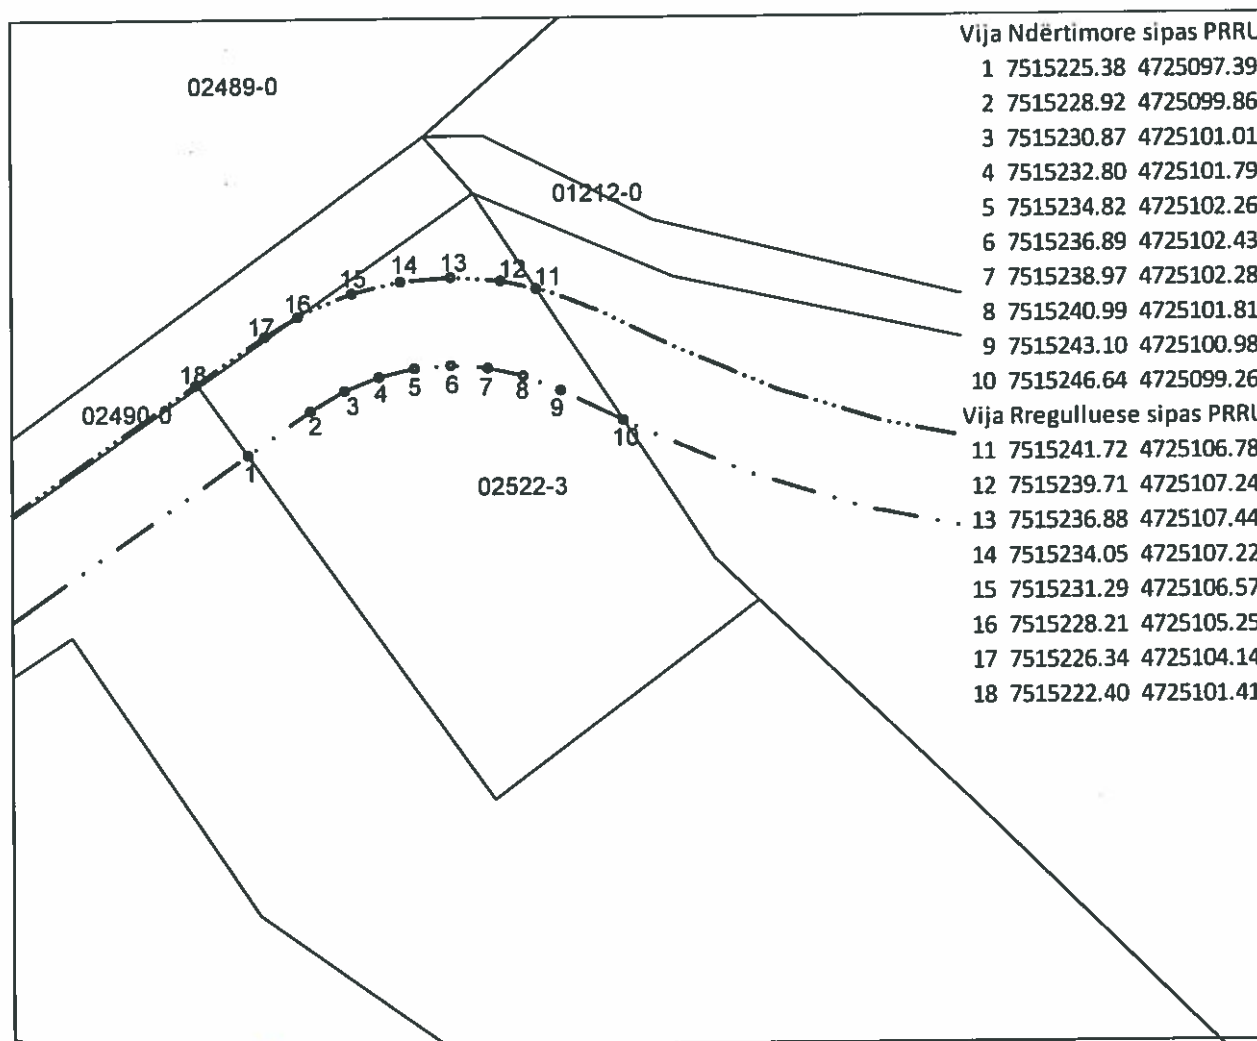 02489-0
01212-0
02490-0
02522-3
18
17
16
15
14
13
12
11
1
2
3
4
5
6
7
8
9
10
Vija Ndërtimore sipas PRRU
1 7515225.38 4725097.39
2 7515228.92 4725099.86
3 7515230.87 4725101.01
4 7515232.80 4725101.79
5 7515234.82 4725102.26
6 7515236.89 4725102.43
7 7515238.97 4725102.28
8 7515240.99 4725101.81
9 7515243.10 4725100.98
10 7515246.64 4725099.26
Vija Rregulluese sipas PRRU
11 7515241.72 4725106.78
12 7515239.71 4725107.24
13 7515236.88 4725107.44
14 7515234.05 4725107.22
15 7515231.29 4725106.57
16 7515228.21 4725105.25
17 7515226.34 4725104.14
18 7515222.40 4725101.41